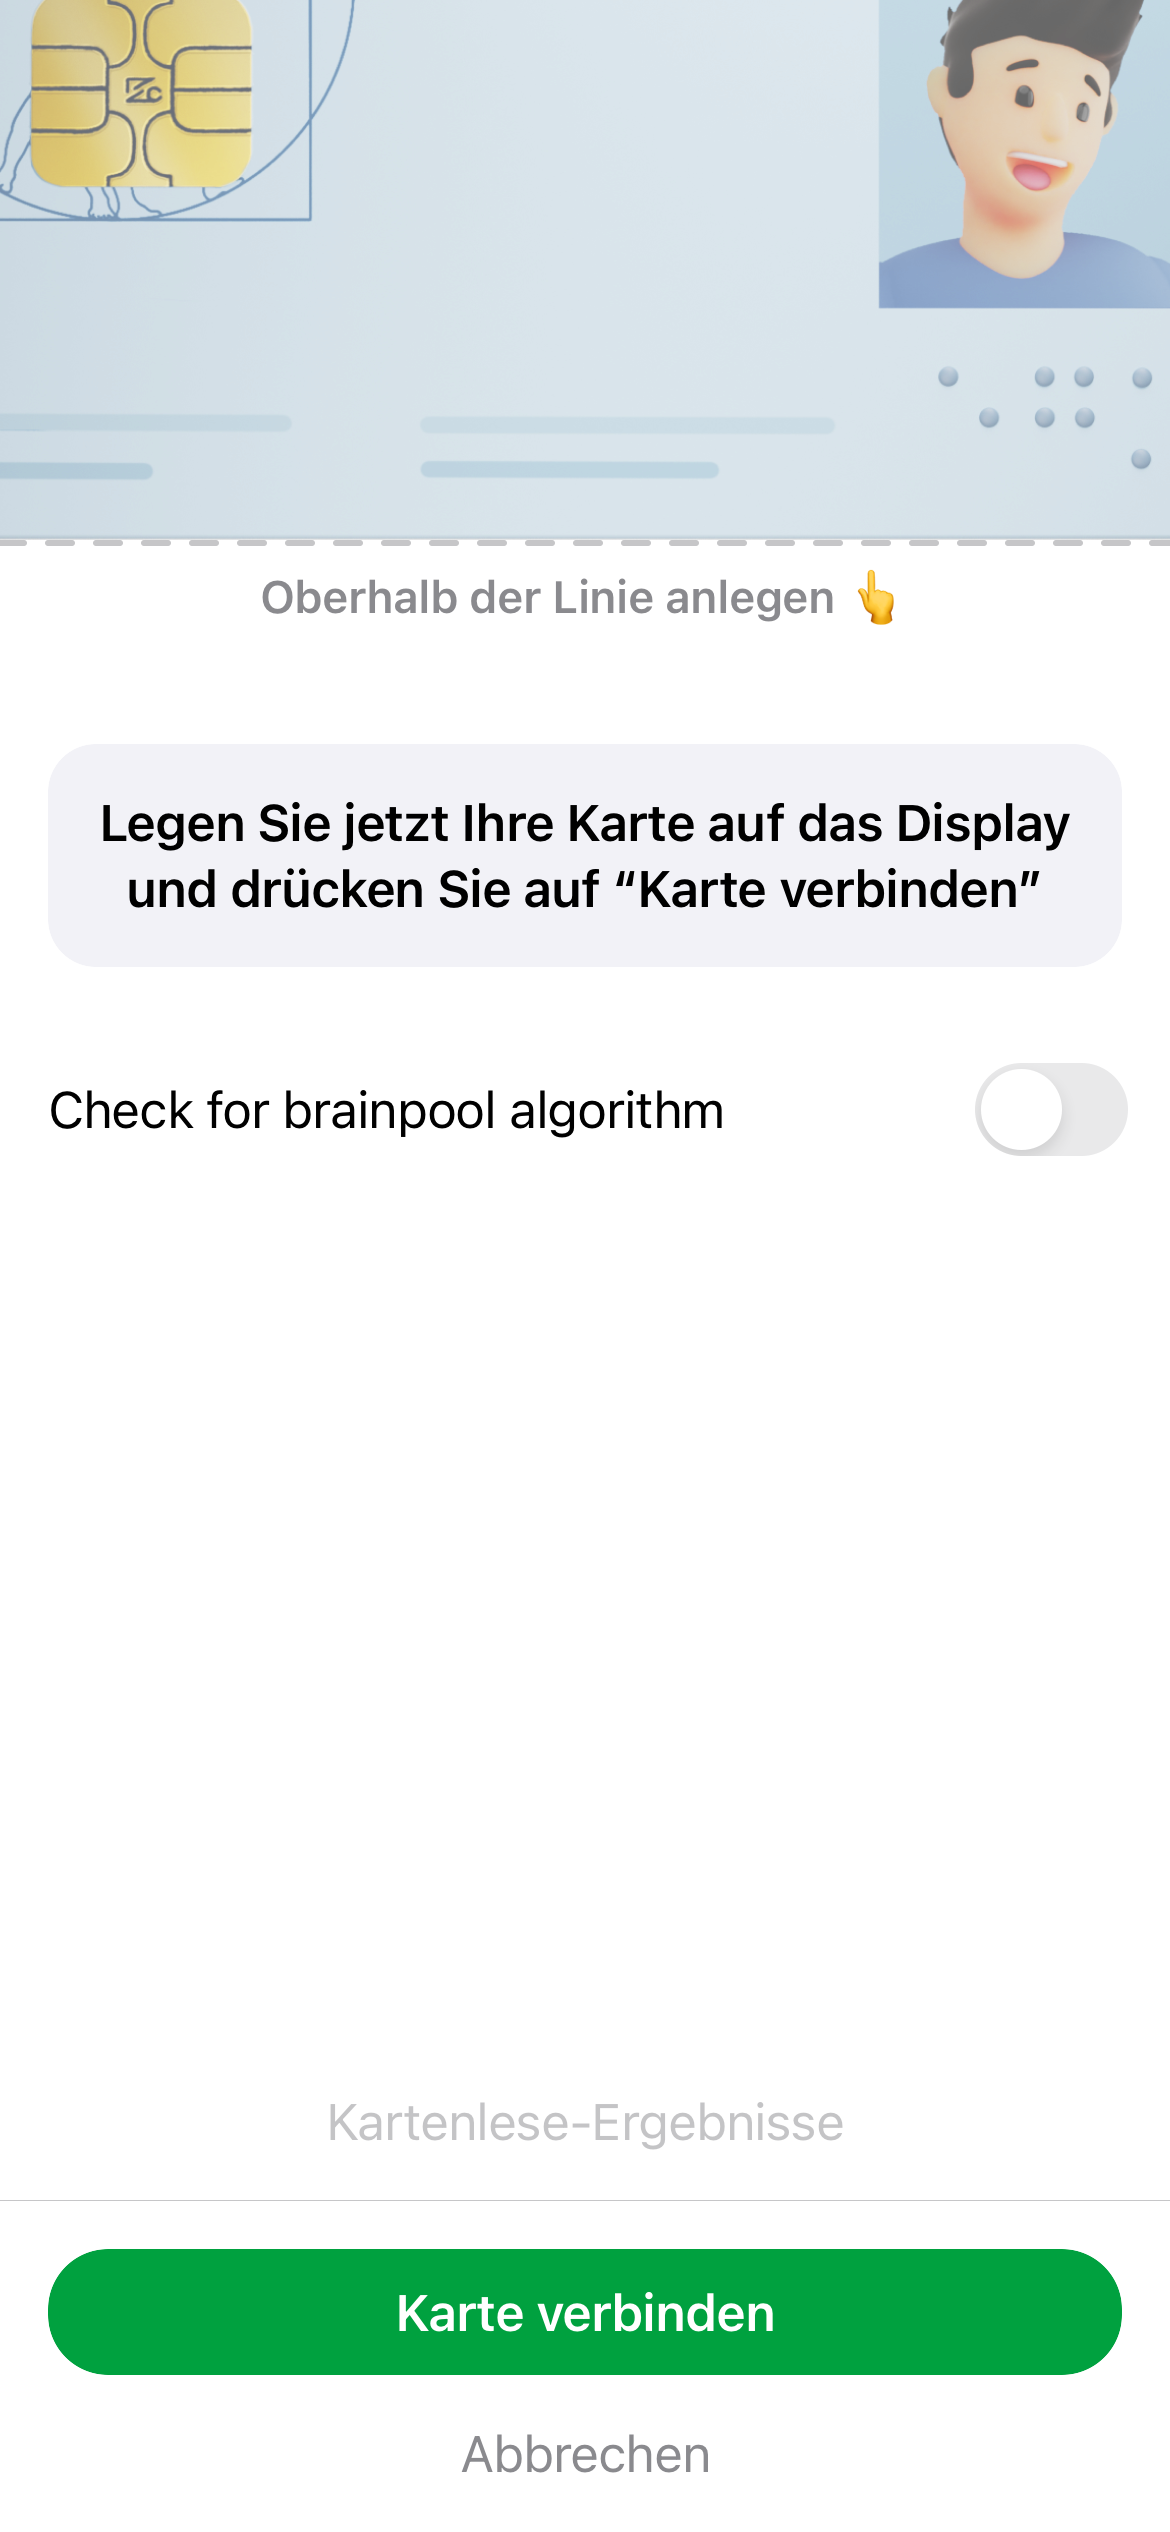 Oberhalb der Linie anlegen 👆
Legen Sie jetzt Ihre Karte auf das Display
und drücken Sie auf “Karte verbinden”
Check for brainpool algorithm
Kartenlese-Ergebnisse
Karte verbinden
Abbrechen